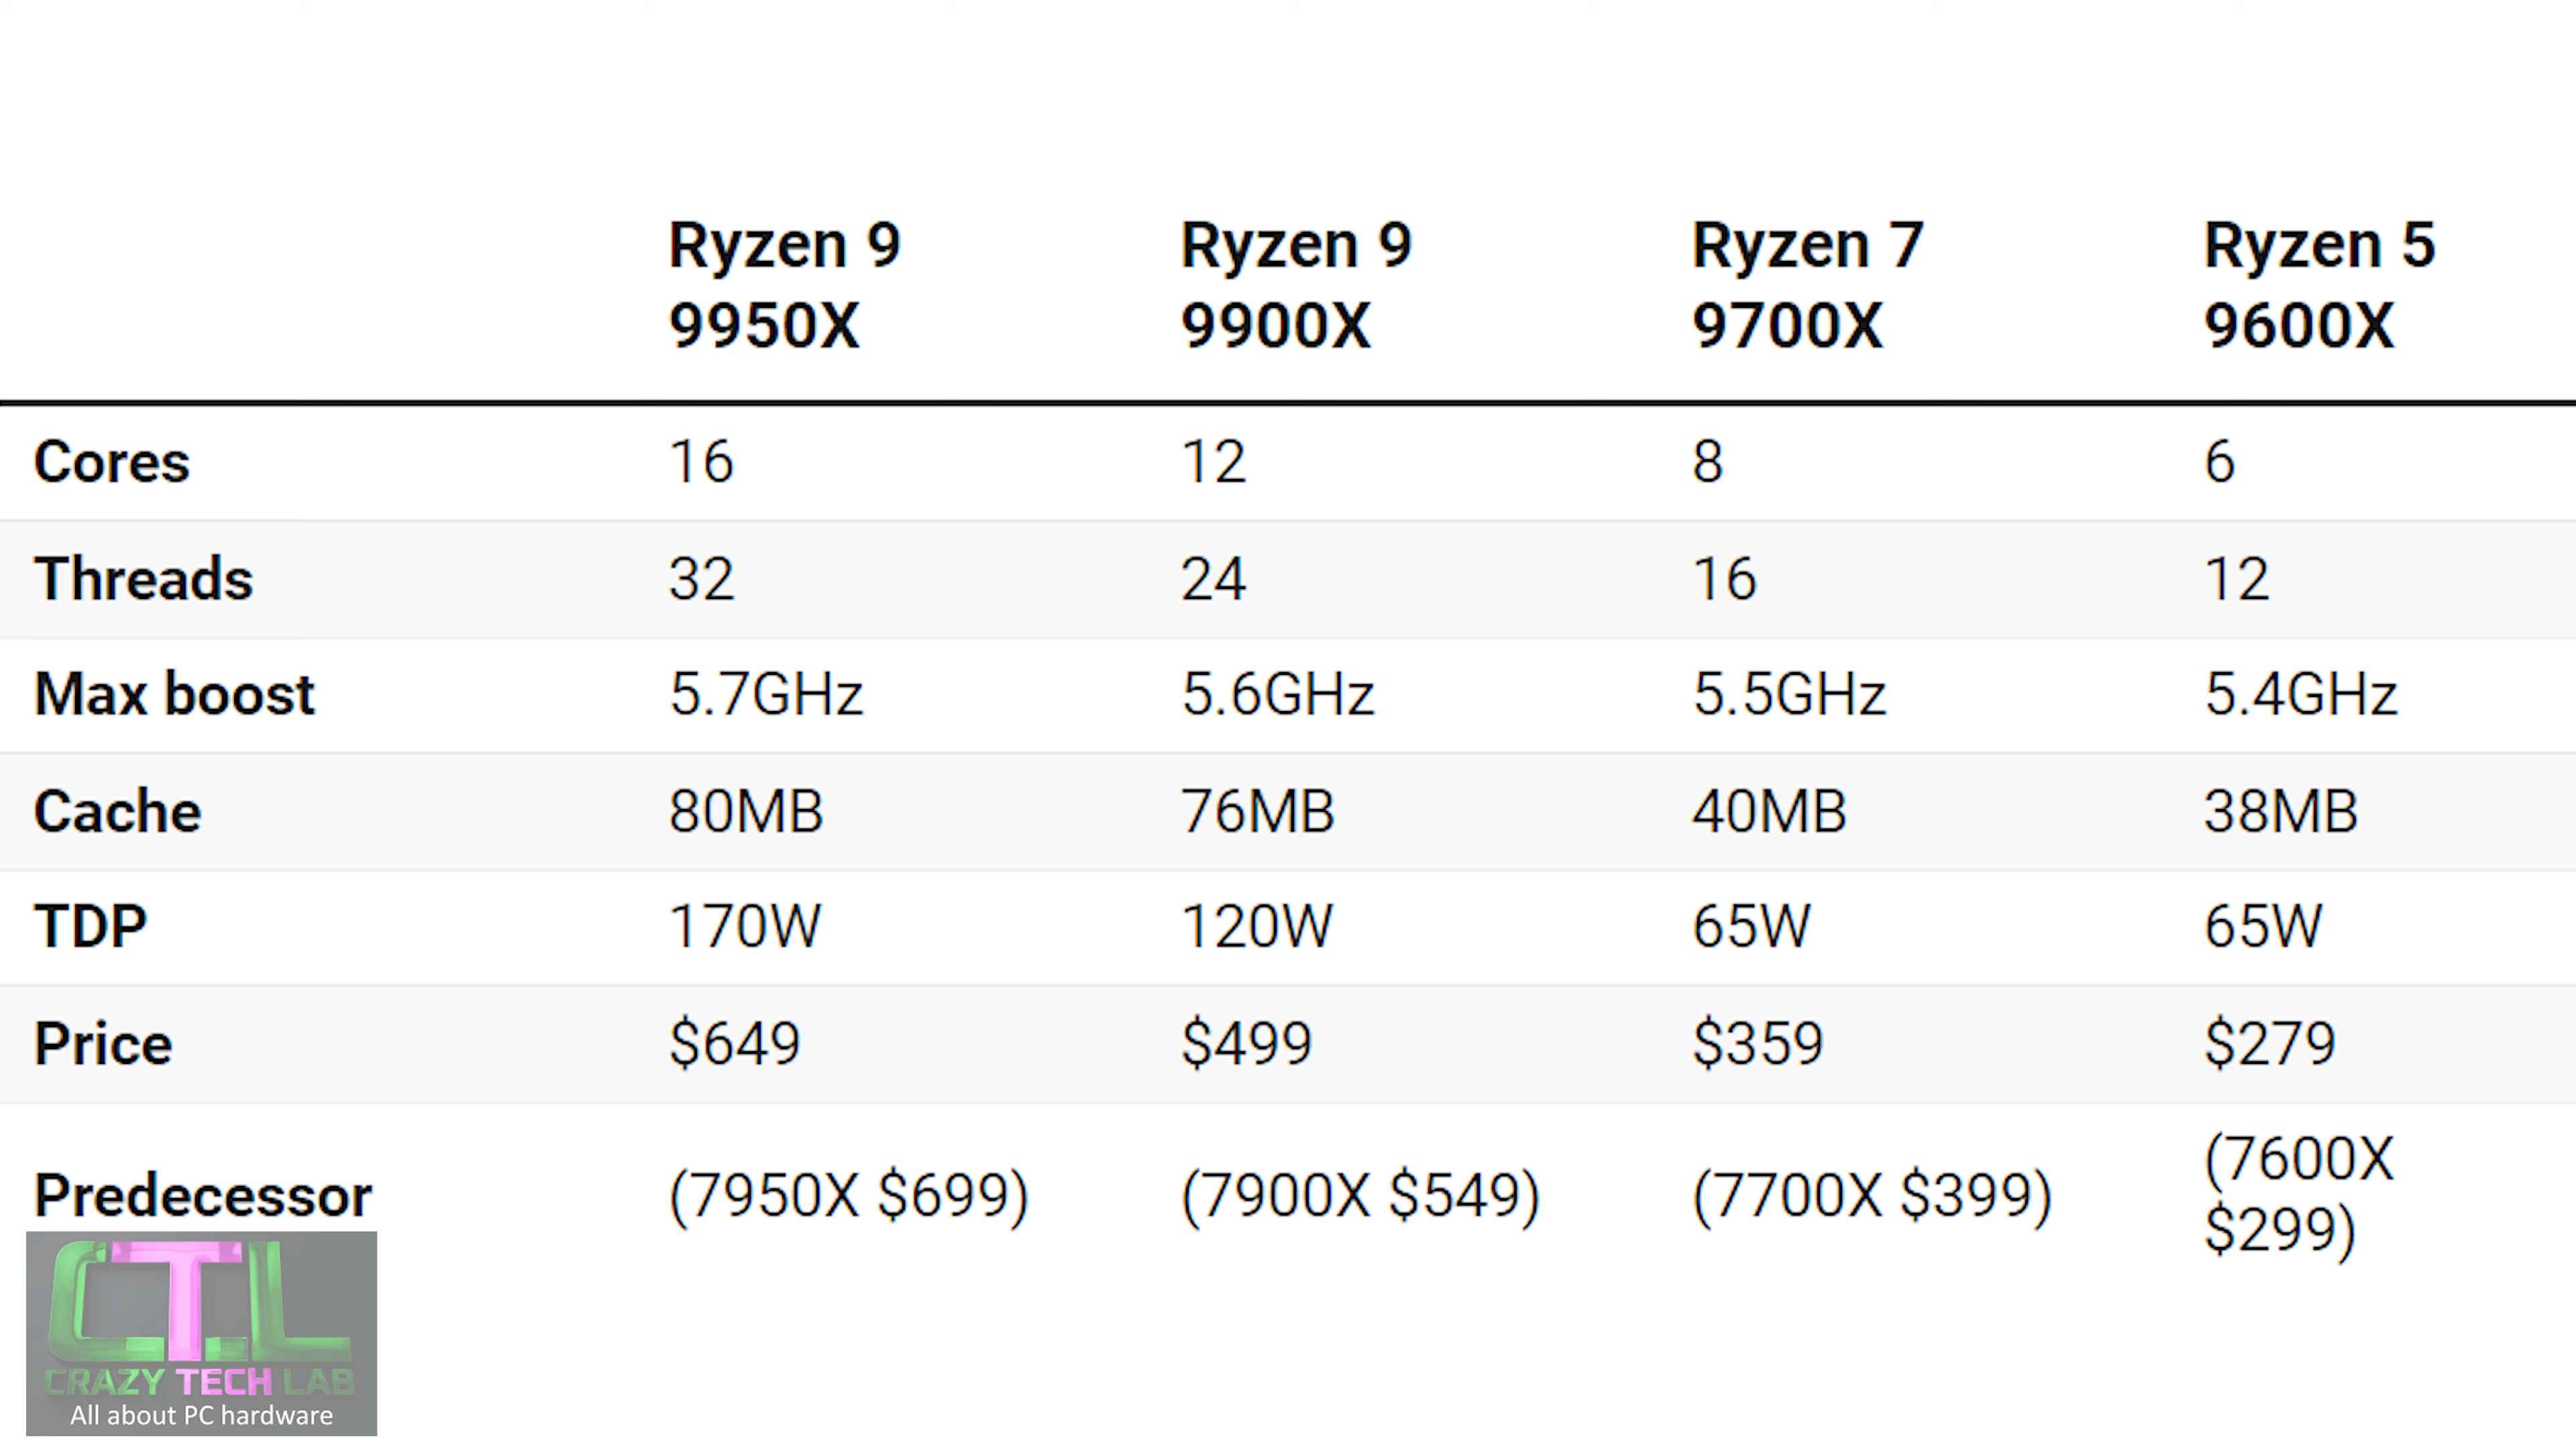 Ryzen 9 9950X Ryzen 9 9900X Ryzen 7 9700X Ryzen 5 9600X
Cores 16 12 8 6
Threads 32 24 16 12
Max boost 5.7GHz 5.6GHz 5.5GHz 5.4GHz
Cache 80MB 76MB 40MB 38MB
TDP 170W 120W 65W 65W
Price $649 $499 $359 $279
Predecessor (7950X $699) (7900X $549) (7700X $399) (7600X $299)
CTL
CRAZY TECH LAB
All about PC hardware